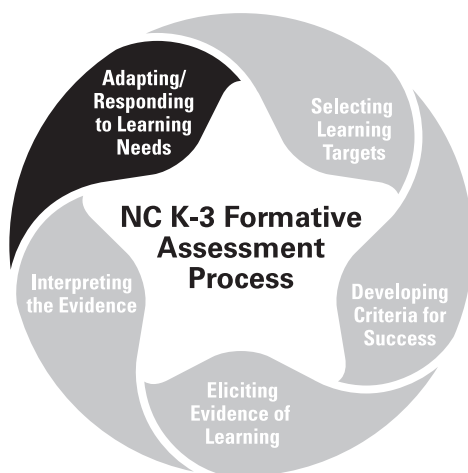 Adapting/
Responding
to Learning
Needs
Selecting
Learning
Targets
NC K-3 Formative
Assessment
Process
Interpreting
the Evidence
Developing
Criteria for
Success
Eliciting
Evidence of
Learning